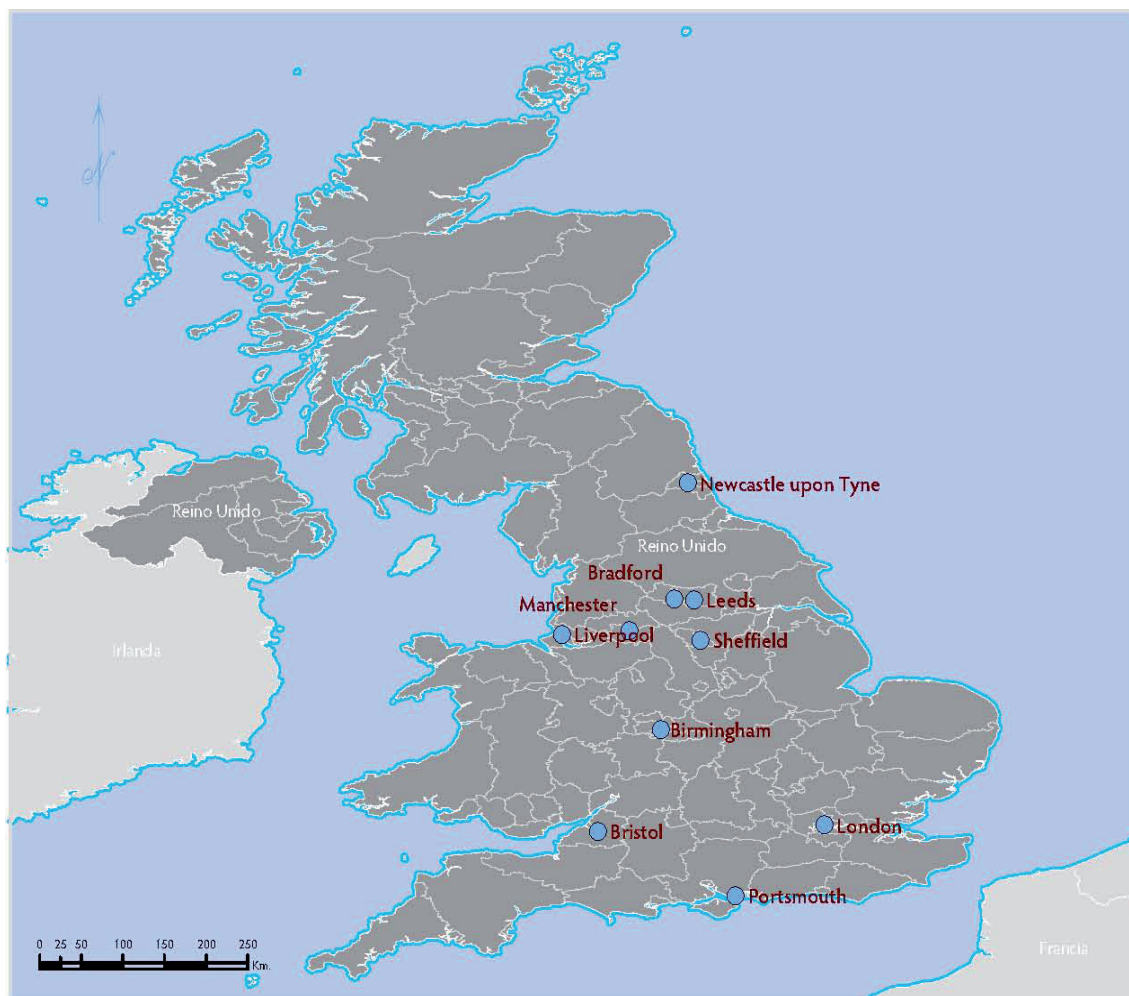 N
Newcastle upon Tyne
Reino Unido
Reino Unido
Bradford
Leeds
Manchester
Liverpool
Sheffield
Irlanda
Birmingham
London
Bristol
Portsmouth
Francia
0 25 50 100 150 200 250
Km.